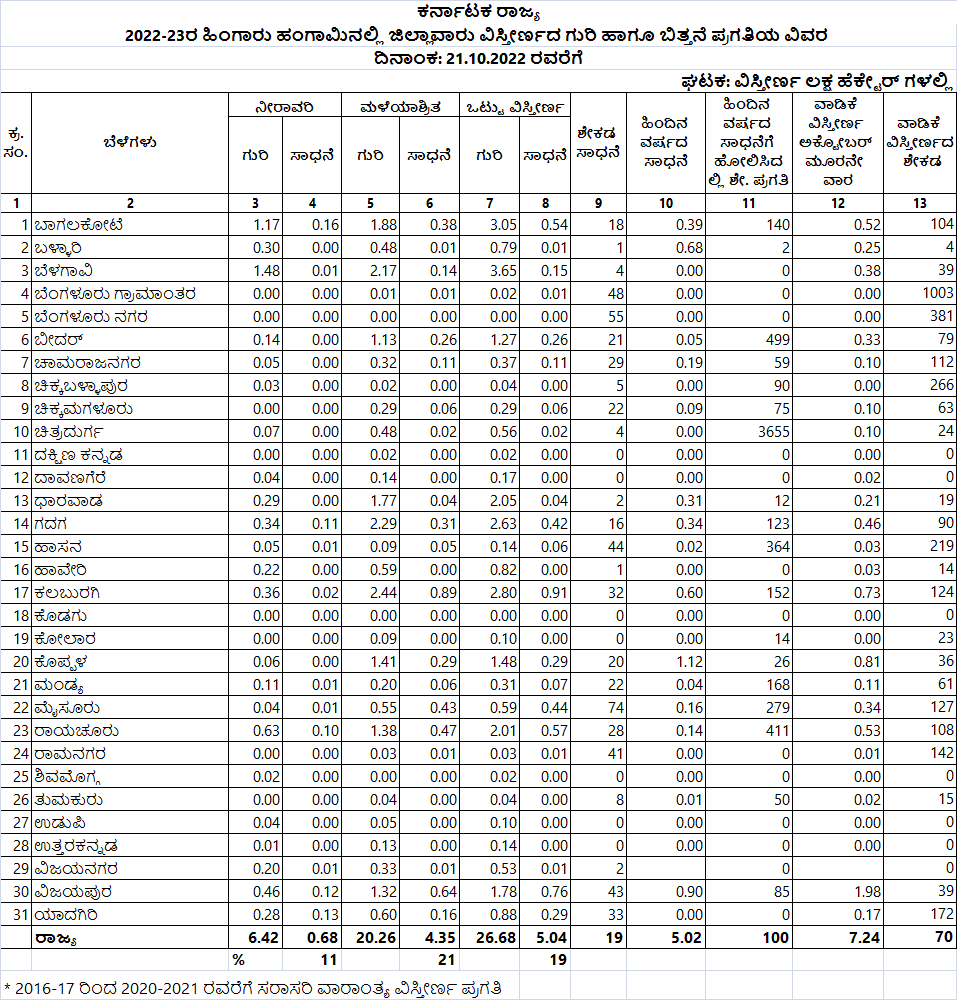 ಕರ್ನಾಟಕ ರಾಜ್ಯ
2022-23ರ ಹಿಂಗಾರು ಹಂಗಾಮಿನಲ್ಲಿ ಜಿಲ್ಲಾವಾರು ವಿಸ್ತೀರ್ಣದ ಗುರಿ ಹಾಗೂ ಬಿತ್ತನೆ ಪ್ರಗತಿಯ ವಿವರ
ದಿನಾಂಕ: 21.10.2022 ರವರೆಗೆ
ಘಟಕ: ವಿಸ್ತೀರ್ಣ ಲಕ್ಷ ಹೆಕ್ಟೇರ್ ಗಳಲ್ಲಿ
ಕ್ರ. ಸಂ. ಬೆಳೆಗಳು ನೀರಾವರಿ ಮಳೆಯಾಶ್ರಿತ ಒಟ್ಟು ವಿಸ್ತೀರ್ಣ ಶೇಕಡ ಸಾಧನೆ ಹಿಂದಿನ ವರ್ಷದ ಸಾಧನೆ ಹಿಂದಿನ ವರ್ಷದ ಸಾಧನೆಗೆ ಹೋಲಿಸಿದ ಲ್ಲಿ ಶೇ. ಪ್ರಗತಿ ವಾಡಿಕೆ ವಿಸ್ತೀರ್ಣ ಅಕ್ಟೋಬರ್ ಮೂರನೇ ವಾರ ವಾಡಿಕೆ ವಿಸ್ತೀರ್ಣದ ಶೇಕಡ
ಗುರಿ ಸಾಧನೆ ಗುರಿ ಸಾಧನೆ ಗುರಿ ಸಾಧನೆ
1 2 3 4 5 6 7 8 9 10 11 12 13
1 ಬಾಗಲಕೋಟೆ 1.17 0.16 1.88 0.38 3.05 0.54 18 0.39 140 0.52 104
2 ಬಳ್ಳಾರಿ 0.30 0.00 0.48 0.01 0.79 0.01 1 0.68 2 0.25 4
3 ಬೆಳಗಾವಿ 1.48 0.01 2.17 0.14 3.65 0.15 4 0.00 0 0.38 39
4 ಬೆಂಗಳೂರು ಗ್ರಾಮಾಂತರ 0.00 0.00 0.01 0.01 0.02 0.01 48 0.00 0 0.00 1003
5 ಬೆಂಗಳೂರು ನಗರ 0.00 0.00 0.00 0.00 0.00 0.00 55 0.00 0 0.00 381
6 ಬೀದರ್ 0.14 0.00 1.13 0.26 1.27 0.26 21 0.05 499 0.33 79
7 ಚಾಮರಾಜನಗರ 0.05 0.00 0.32 0.11 0.37 0.11 29 0.19 59 0.10 112
8 ಚಿಕ್ಕಬಳ್ಳಾಪುರ 0.03 0.00 0.02 0.00 0.04 0.00 5 0.00 90 0.00 266
9 ಚಿಕ್ಕಮಗಳೂರು 0.00 0.00 0.29 0.06 0.29 0.06 22 0.09 75 0.10 63
10 ಚಿತ್ರದುರ್ಗ 0.07 0.00 0.48 0.02 0.56 0.02 4 0.00 3655 0.10 24
11 ದಕ್ಷಿಣ ಕನ್ನಡ 0.00 0.00 0.02 0.00 0.02 0.00 0 0.00 0 0.00 0
12 ದಾವಣಗೆರೆ 0.04 0.00 0.14 0.00 0.17 0.00 0 0.00 0 0.02 0
13 ಧಾರವಾಡ 0.29 0.00 1.77 0.04 2.05 0.04 2 0.31 12 0.21 19
14 ಗದಗ 0.34 0.11 2.29 0.31 2.63 0.42 16 0.34 123 0.46 90
15 ಹಾಸನ 0.05 0.01 0.09 0.05 0.14 0.06 44 0.02 364 0.03 219
16 ಹಾವೇರಿ 0.22 0.00 0.59 0.00 0.82 0.00 1 0.00 0 0.03 14
17 ಕಲಬುರಗಿ 0.36 0.02 2.44 0.89 2.80 0.91 32 0.60 152 0.73 124
18 ಕೊಡಗು 0.00 0.00 0.00 0.00 0.00 0.00 0 0.00 0 0.00 0
19 ಕೋಲಾರ 0.00 0.00 0.09 0.00 0.10 0.00 0 0.00 14 0.00 23
20 ಕೊಪ್ಪಳ 0.06 0.00 1.41 0.29 1.48 0.29 20 1.12 26 0.81 36
21 ಮಂಡ್ಯ 0.11 0.01 0.20 0.06 0.31 0.07 22 0.04 168 0.11 61
22 ಮೈಸೂರು 0.04 0.01 0.55 0.43 0.59 0.44 74 0.16 279 0.34 127
23 ರಾಯಚೂರು 0.63 0.10 1.38 0.47 2.01 0.57 28 0.14 411 0.53 108
24 ರಾಮನಗರ 0.00 0.00 0.03 0.01 0.03 0.01 41 0.00 0 0.01 142
25 ಶಿವಮೊಗ್ಗ 0.02 0.00 0.00 0.00 0.02 0.00 0 0.00 0 0.00 0
26 ತುಮಕುರು 0.00 0.00 0.04 0.00 0.04 0.00 8 0.01 50 0.02 15
27 ಉಡುಪಿ 0.04 0.00 0.05 0.00 0.10 0.00 0 0.00 0 0.00 0
28 ಉತ್ತರಕನ್ನಡ 0.01 0.00 0.13 0.00 0.14 0.00 0 0.00 0 0.00 0
29 ವಿಜಯನಗರ 0.20 0.01 0.33 0.01 0.53 0.01 2 0 0
30 ವಿಜಯಪುರ 0.46 0.12 1.32 0.64 1.78 0.76 43 0.90 85 1.98 39
31 ಯಾದಗಿರಿ 0.28 0.13 0.60 0.16 0.88 0.29 33 0.00 0 0.17 172
ರಾಜ್ಯ 6.42 0.68 20.26 4.35 26.68 5.04 19 5.02 100 7.24 70
% 11 21 19
* 2016-17 ರಿಂದ 2020-2021 ರವರೆಗೆ ಸರಾಸರಿ ವಾರಾಂತ್ಯ ವಿಸ್ತೀರ್ಣ ಪ್ರಗತಿ